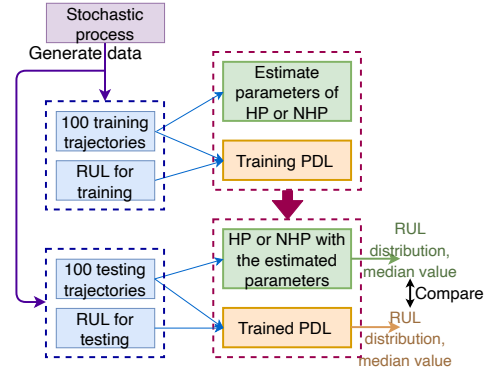 Stochastic
process
Generate data
100 training
trajectories
RUL for
training
Estimate
parameters of
HP or NHP
Training PDL
100 testing
trajectories
RUL for
testing
HP or NHP with
the estimated
parameters
Trained PDL
RUL
distribution,
median value
Compare
RUL
distribution,
median value